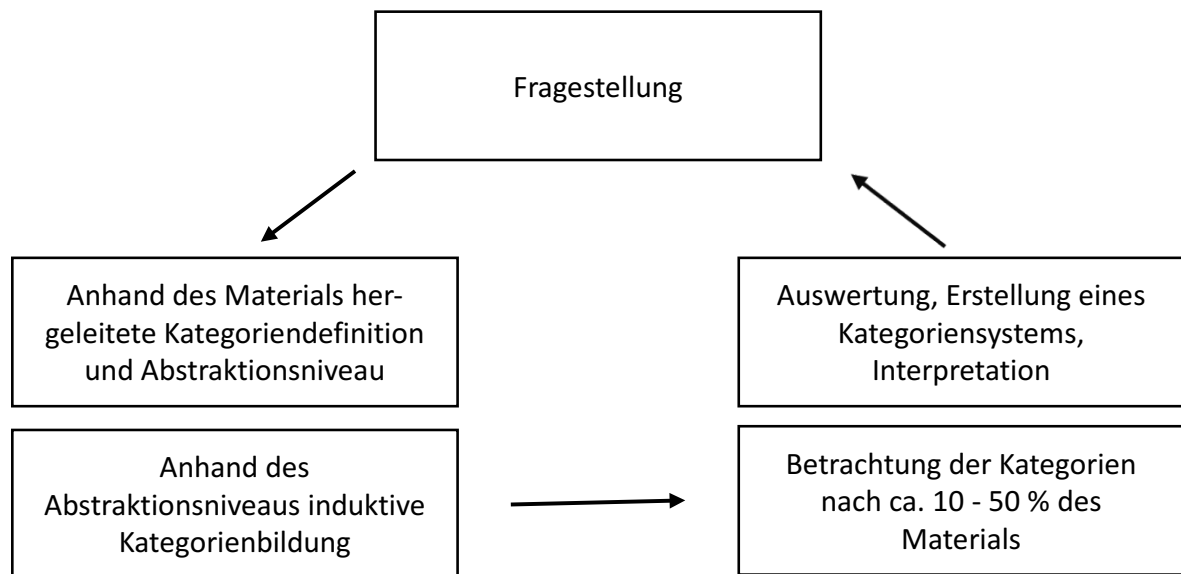 Fragestellung
Anhand des Materials her-
geleitete Kategoriendefinition
und Abstraktionsniveau
Auswertung, Erstellung eines
Kategoriensystems,
Interpretation
Anhand des
Abstraktionsniveaus induktive
Kategorienbildung
Betrachtung der Kategorien
nach ca. 10 - 50 % des
Materials